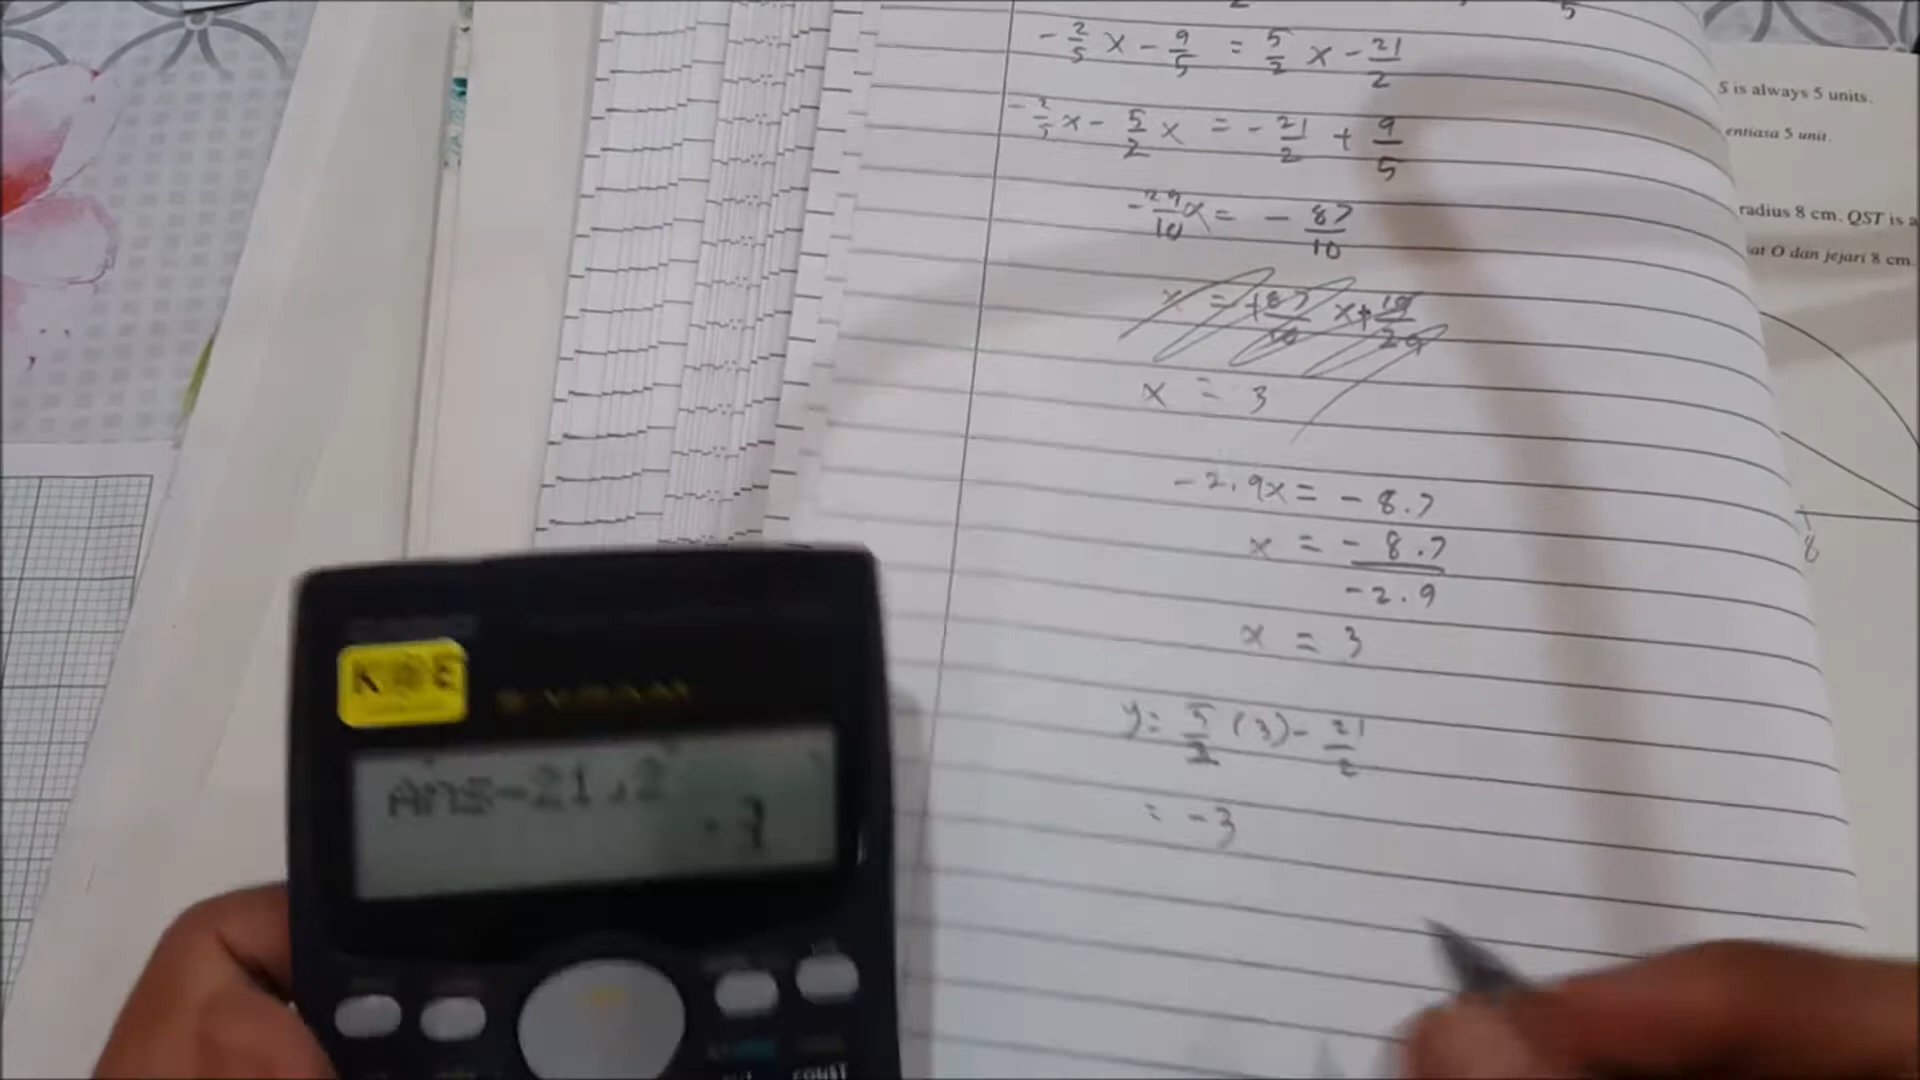 -2/5 x - 9/5 = 5/2 x - 21/2
-2/5 x - 5/2 x = - 21/2 + 9/5
-29/10 x = - 87/10
x = 3
-2.9x = - 8.7
x = - 8.7 / -2.9
x = 3
y = 5/2 (3) - 21/2
= -3
S is always 5 units.
entiasa 5 unit.
radius 8 cm. QST is a
at O dan jejari 8 cm.
8
Ans-21⌟2
-3
CONST